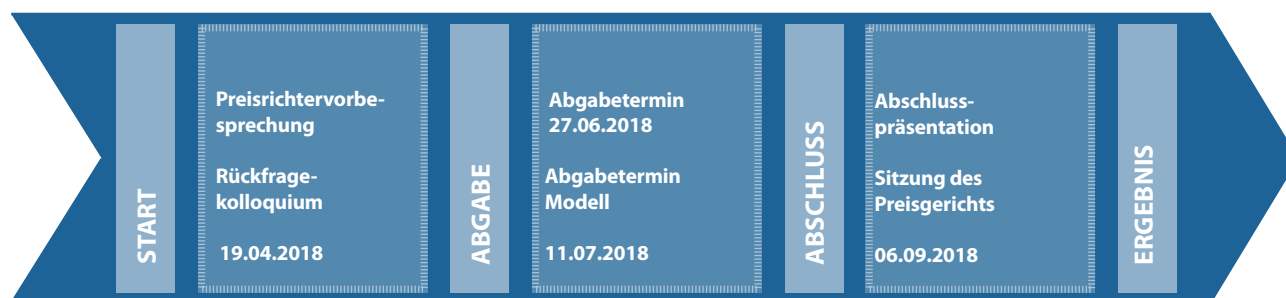 START
Preisrichtervorbe-
sprechung
Rückfrage-
kolloquium
19.04.2018
ABGABE
Abgabetermin
27.06.2018
Abgabetermin
Modell
11.07.2018
ABSCHLUSS
Abschluss-
präsentation
Sitzung des
Preisgerichts
06.09.2018
ERGEBNIS